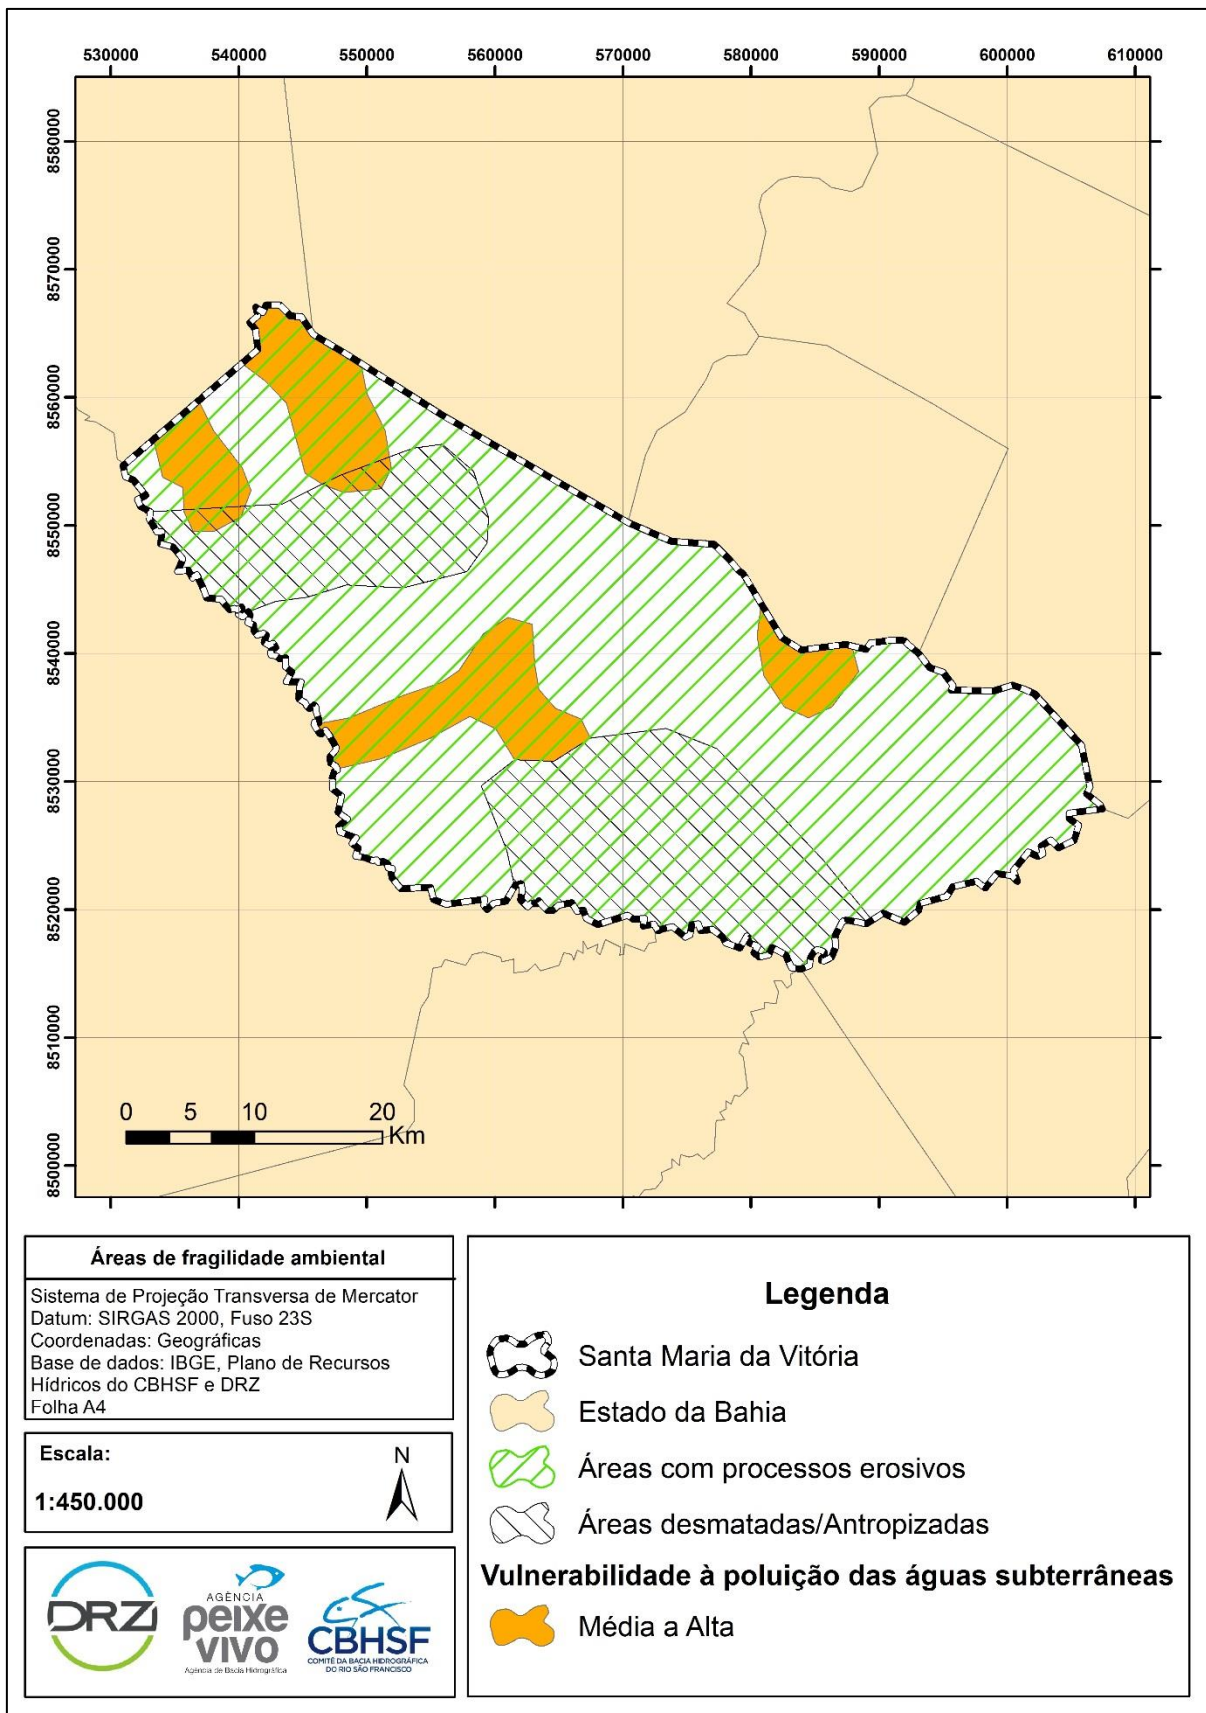 530000 540000 550000 560000 570000 580000 590000 600000 610000
8580000
8570000
8560000
8550000
8540000
8530000
8520000
8510000
8500000
0 5 10 20
Km
Áreas de fragilidade ambiental
Sistema de Projeção Transversa de Mercator
Datum: SIRGAS 2000, Fuso 23S
Coordenadas: Geográficas
Base de dados: IBGE, Plano de Recursos
Hídricos do CBHSF e DRZ
Folha A4
Escala:
1:450.000
N
DRZ
AGÊNCIA
peixe
vivo
Agência de Bacia Hidrográfica
CBHSF
COMITÊ DA BACIA HIDROGRÁFICA
DO RIO SÃO FRANCISCO
Legenda
Santa Maria da Vitória
Estado da Bahia
Áreas com processos erosivos
Áreas desmatadas/Antropizadas
Vulnerabilidade à poluição das águas subterrâneas
Média a Alta